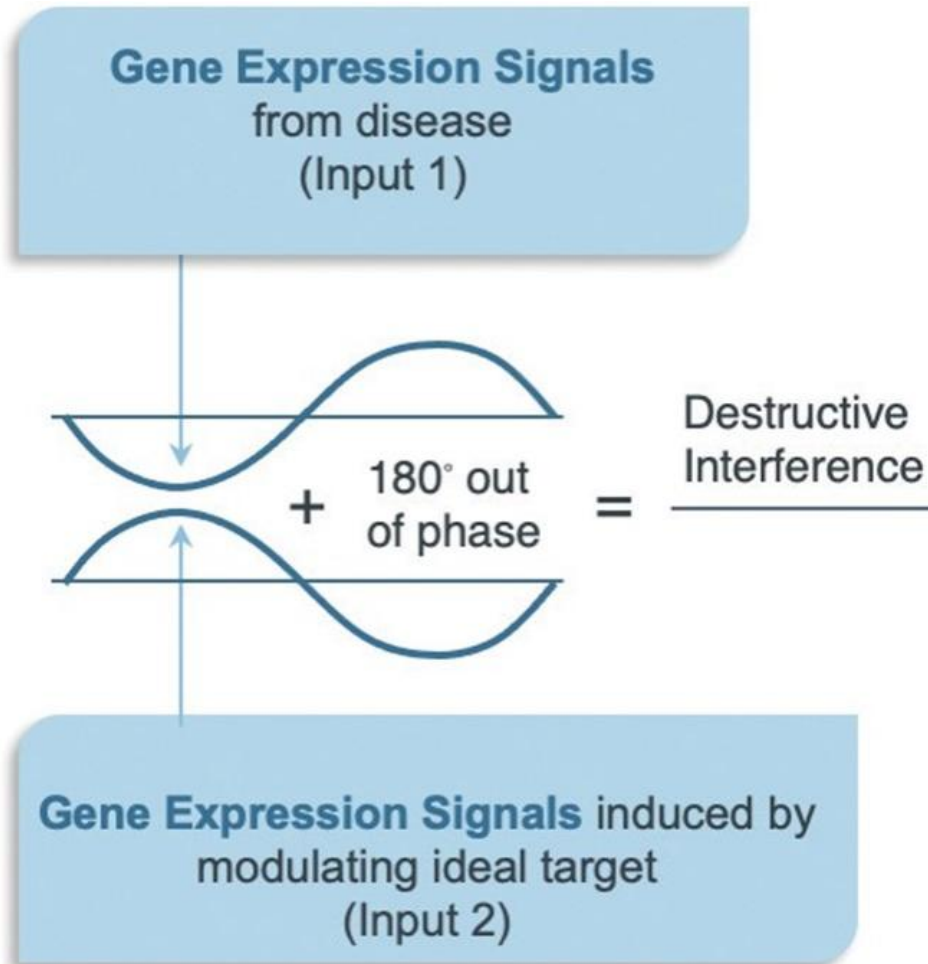 Gene Expression Signals
from disease
(Input 1)
Destructive
Interference
+ 180° out
of phase =
Gene Expression Signals induced by
modulating ideal target
(Input 2)